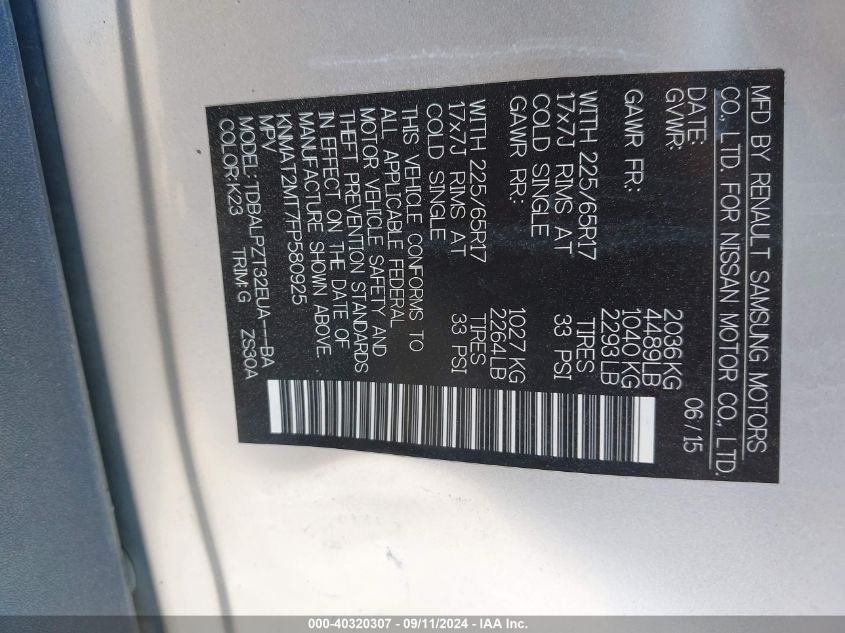 MFD BY RENAULT SAMSUNG MOTORS
CO., LTD. FOR NISSAN MOTOR CO., LTD.
DATE: 06/15
GVWR: 2036 KG
4489LB
GAWR FR: 1040 KG
2293LB
WITH 225/65R17 TIRES
17x7J RIMS AT 33 PSI
COLD SINGLE
GAWR RR: 1027 KG
2264LB
WITH 225/65R17 TIRES
17x7J RIMS AT 33 PSI
COLD SINGLE
THIS VEHICLE CONFORMS TO
ALL APPLICABLE FEDERAL
MOTOR VEHICLE SAFETY AND
THEFT PREVENTION STANDARDS
IN EFFECT ON THE DATE OF
MANUFACTURE SHOWN ABOVE.
KNMAT2MT7FP580925
MPV
MODEL: TDBALPZT32EUA---BA
COLOR:K23 TRIM:G ZS30A
000-40320307 - 09/11/2024 - IAA Inc.